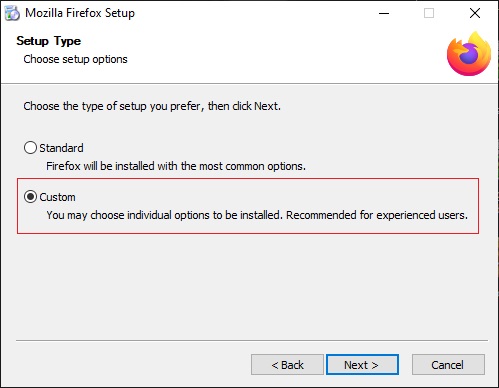 Mozilla Firefox Setup
Setup Type
Choose setup options
Choose the type of setup you prefer, then click Next.
Standard
Firefox will be installed with the most common options.
Custom
You may choose individual options to be installed. Recommended for experienced users.
< Back
Next >
Cancel